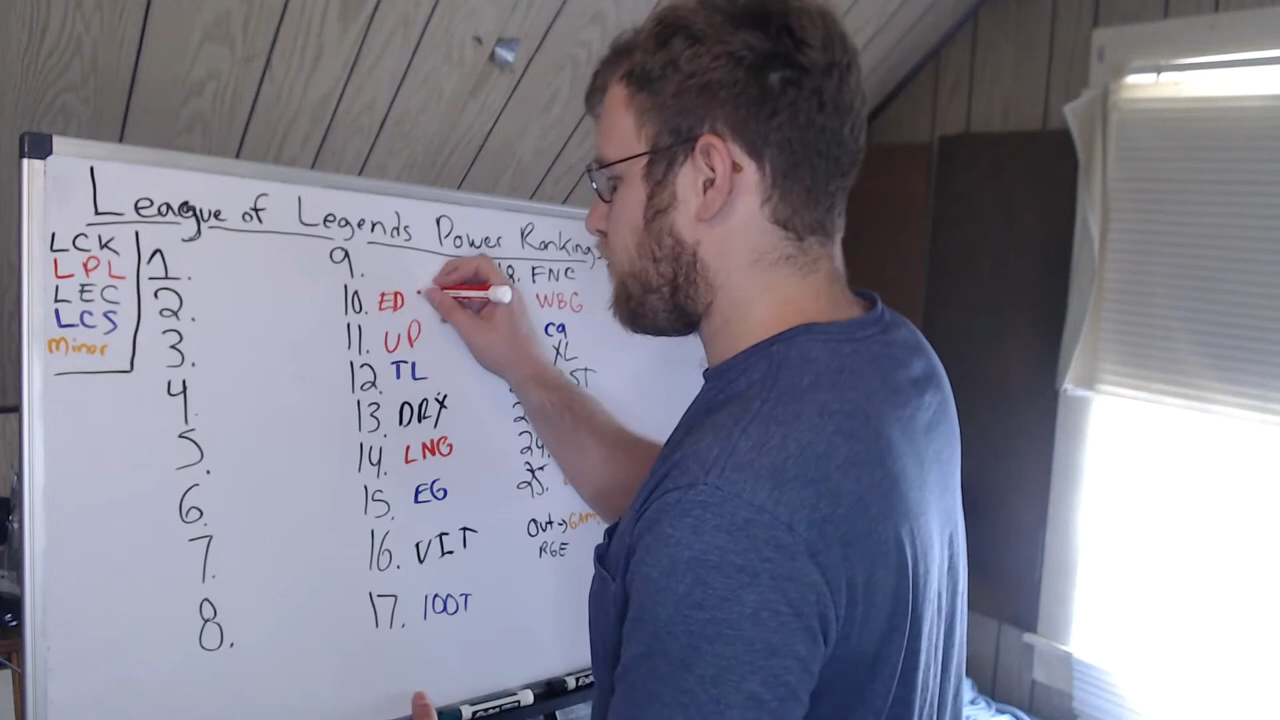 League of Legends Power Rankings
LCK
LPL
LEC
LCS
Minor
1.
2.
3.
4.
5.
6.
7.
8.
9.
10. ED
11. UP
12. TL
13. DRX
14. LNG
15. EG
16. VIT
17. 100T
18. FNC
WBG
C9
XL
ST
24.
25.
Out →
RGE